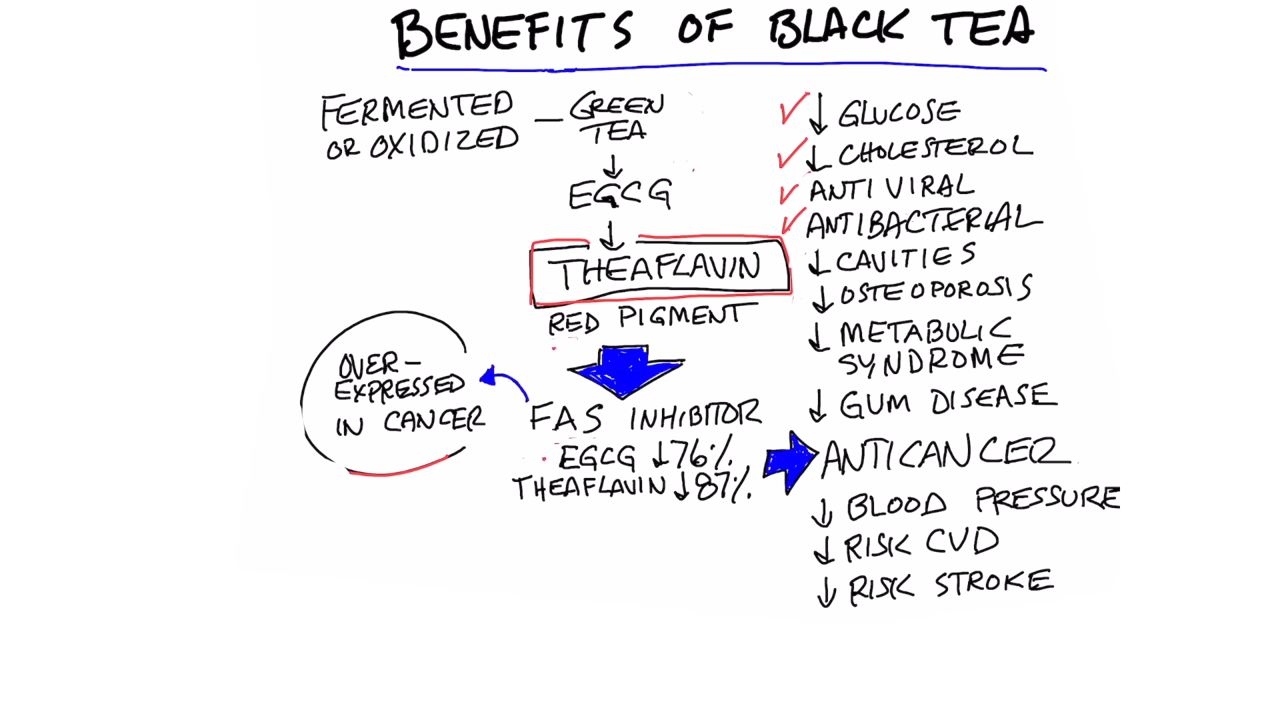 BENEFITS OF BLACK TEA
FERMENTED
OR OXIDIZED
— GREEN
TEA
↓
EGCG
↓
THEAFLAVIN
RED PIGMENT
FAS INHIBITOR
EGCG ↓76%
THEAFLAVIN ↓87%
OVER-
EXPRESSED
IN CANCER
✓ ↓ GLUCOSE
✓ ↓ CHOLESTEROL
✓ ANTIVIRAL
✓ ANTIBACTERIAL
↓ CAVITIES
↓ OSTEOPOROSIS
↓ METABOLIC
SYNDROME
↓ GUM DISEASE
ANTICANCER
↓ BLOOD PRESSURE
↓ RISK CVD
↓ RISK STROKE